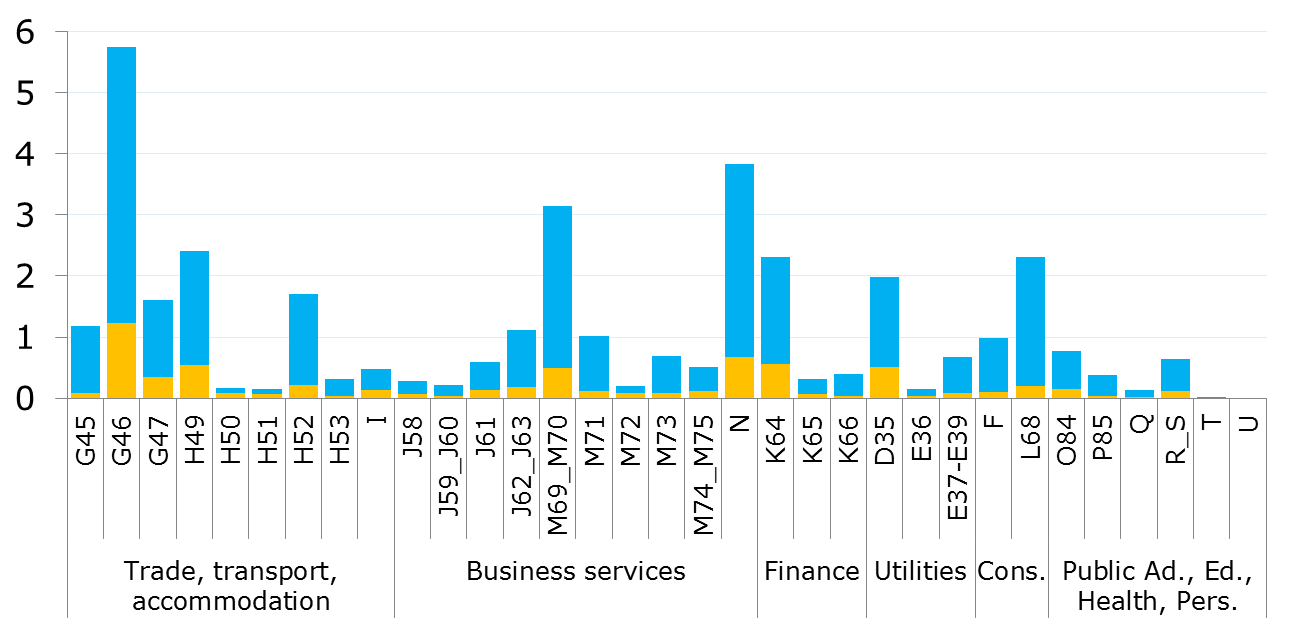 6
5
4
3
2
1
0
G45
G46
G47
H49
H50
H51
H52
H53
I
J58
J59_J60
J61
J62_J63
M69_M70
M71
M72
M73
M74_M75
N
K64
K65
K66
D35
E36
E37-E39
F
L68
O84
P85
Q
R_S
T
U
Trade, transport,
accommodation
Business services
Finance
Utilities
Cons.
Public Ad., Ed.,
Health, Pers.